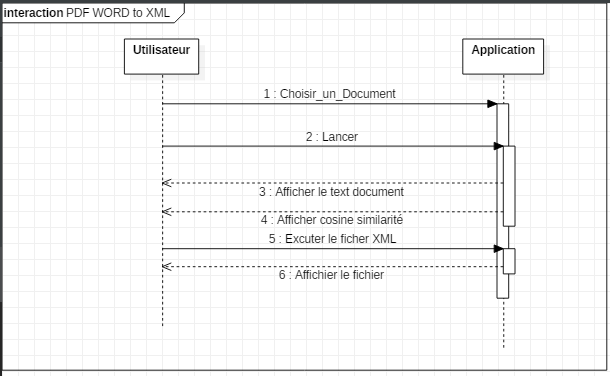 interaction PDF WORD to XML
Utilisateur
Application
1 : Choisir_un_Document
2 : Lancer
3 : Afficher le text document
4 : Afficher cosine similarité
5 : Excuter le ficher XML
6 : Affichier le fichier